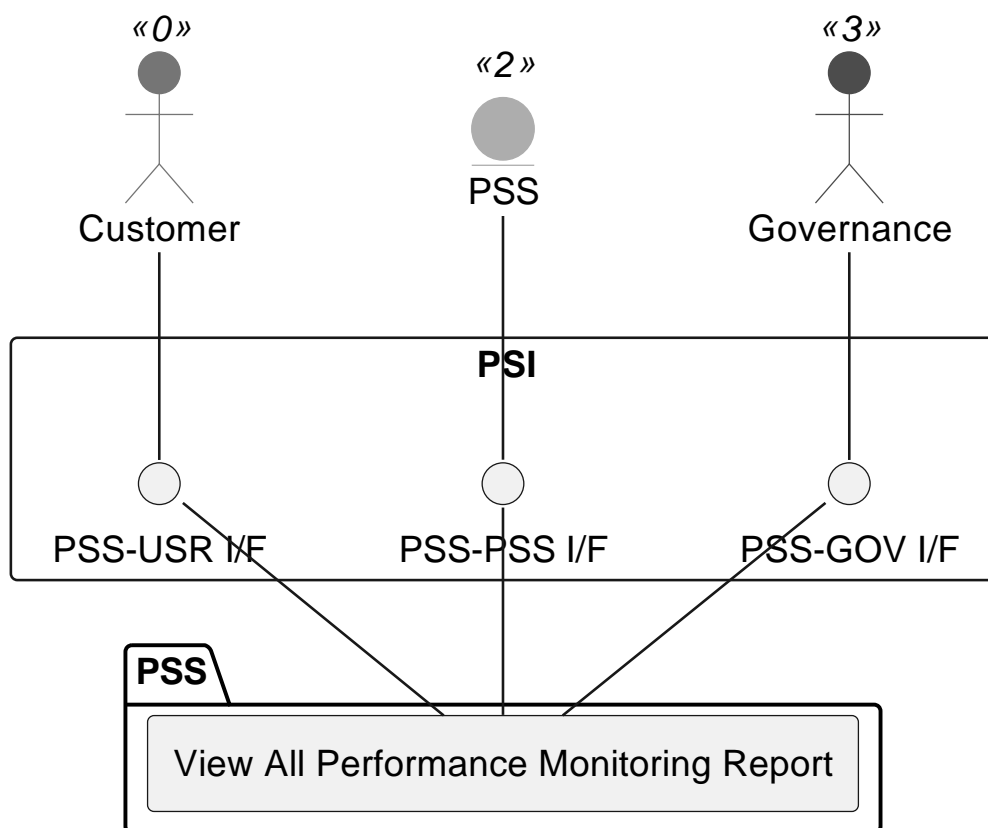 «0»
«2»
«3»
Customer
PSS
Governance
PSI
PSS-USR I/F
PSS-PSS I/F
PSS-GOV I/F
PSS
View All Performance Monitoring Report